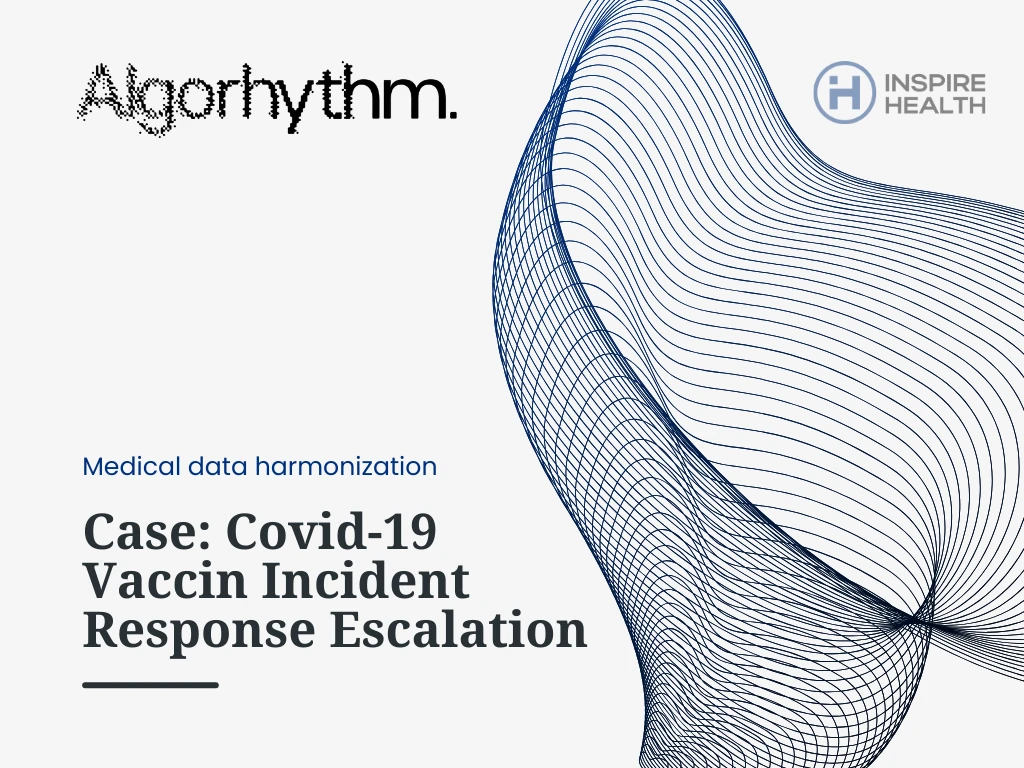 Algorhythm.
INSPIRE
HEALTH
Medical data harmonization
Case: Covid-19
Vaccin Incident
Response Escalation